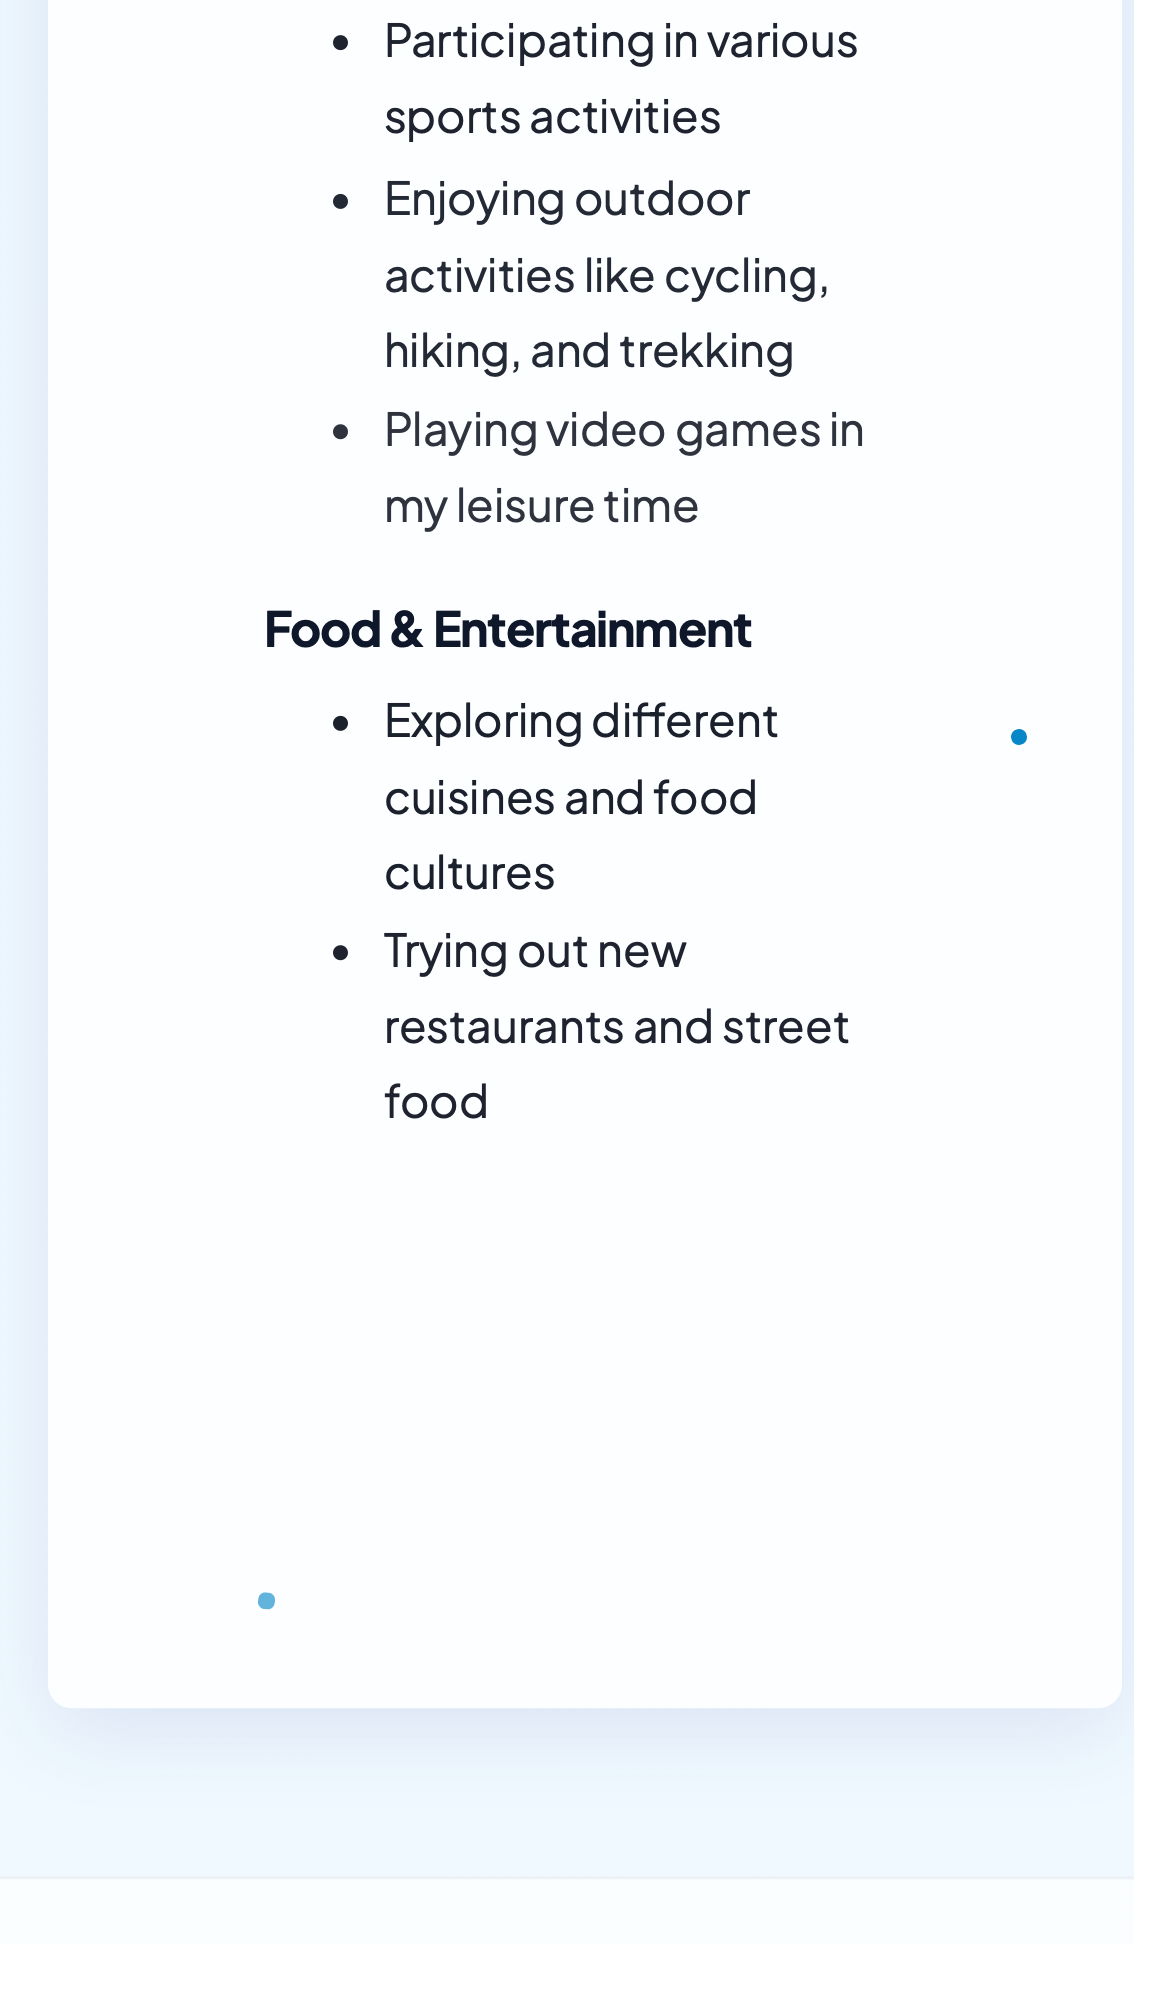 • Participating in various
sports activities
• Enjoying outdoor
activities like cycling,
hiking, and trekking
• Playing video games in
my leisure time
Food & Entertainment
• Exploring different
cuisines and food
cultures
• Trying out new
restaurants and street
food